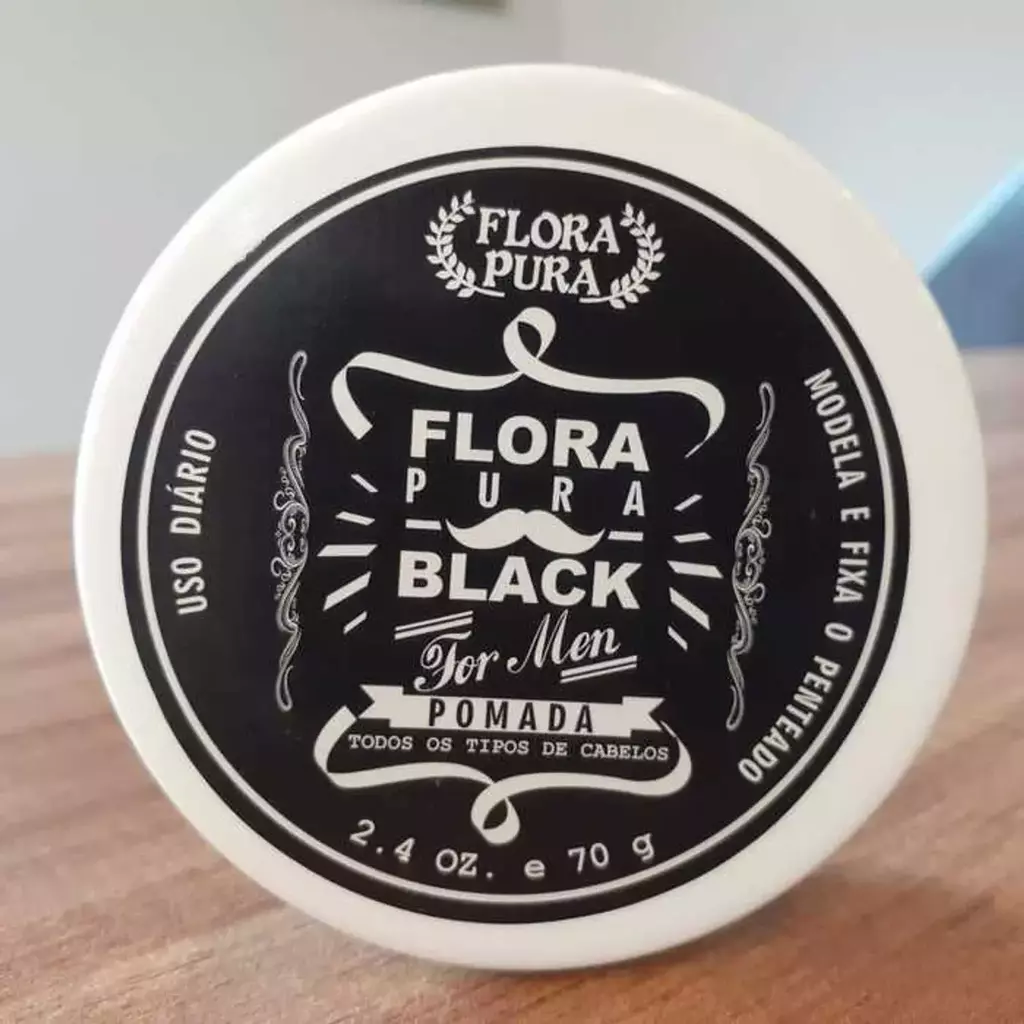 FLORA
PURA
FLORA
PURA
BLACK
For Men
POMADA
TODOS OS TIPOS DE CABELOS
2.4 OZ. e 70 g
USO DIÁRIO
MODELA E FIXA O PENTEADO